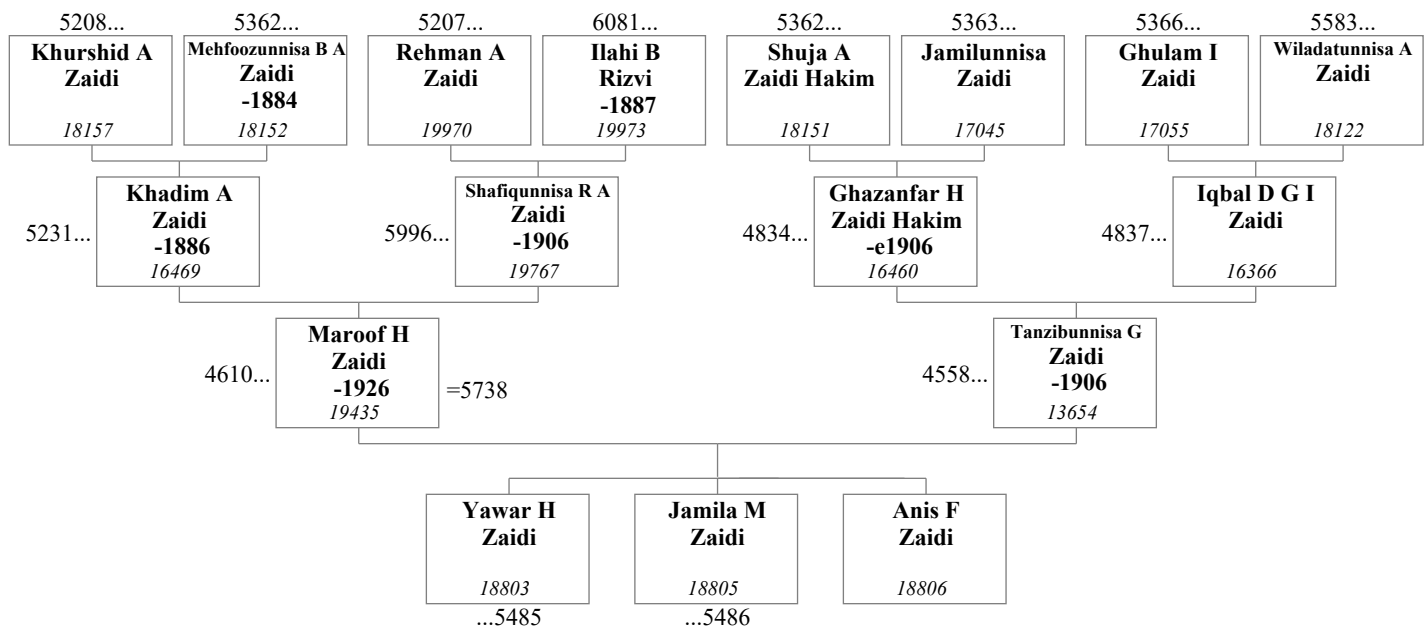 5208... 5362... 5207... 6081... 5362... 5363... 5366... 5583...
Khurshid A
Zaidi
18157
Mehfoozunnisa B A
Zaidi
-1884
18152
Rehman A
Zaidi
19970
Ilahi B
Rizvi
-1887
19973
Shuja A
Zaidi Hakim
18151
Jamilunnisa
Zaidi
17045
Ghulam I
Zaidi
17055
Wiladatunnisa A
Zaidi
18122
5231...
Khadim A
Zaidi
-1886
16469
5996...
Shafiqunnisa R A
Zaidi
-1906
19767
4834...
Ghazanfar H
Zaidi Hakim
-e1906
16460
4837...
Iqbal D G I
Zaidi
16366
4610...
Maroof H
Zaidi
-1926
19435
=5738
4558...
Tanzibunnisa G
Zaidi
-1906
13654
Yawar H
Zaidi
18803
...5485
Jamila M
Zaidi
18805
...5486
Anis F
Zaidi
18806